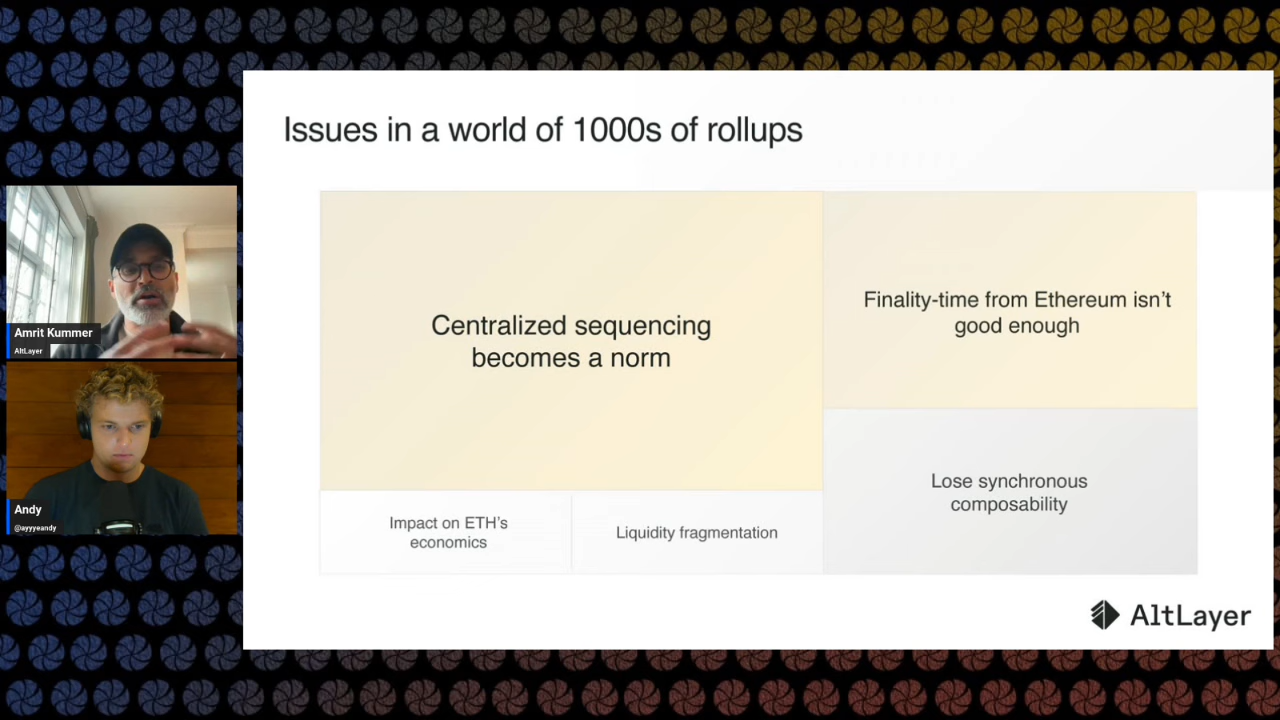 Issues in a world of 1000s of rollups
Centralized sequencing
becomes a norm
Finality-time from Ethereum isn’t
good enough
Lose synchronous
composability
Impact on ETH’s
economics
Liquidity fragmentation
AltLayer
Amrit Kummer
AltLayer
Andy
@ayyyeandy